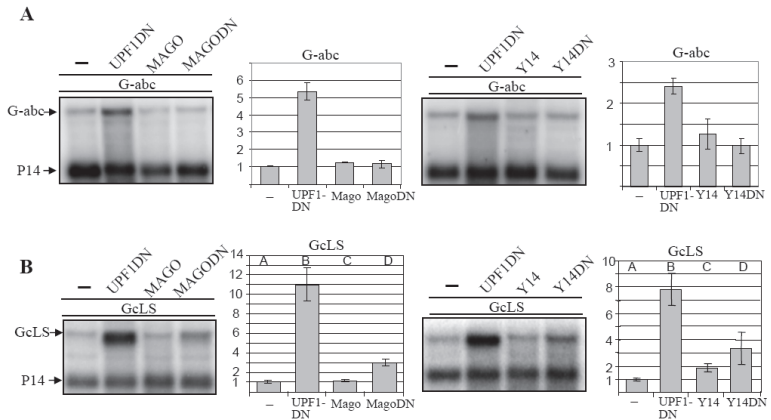 A
– UPF1DN MAGO MAGODN
G-abc
G-abc
P14
G-abc
6
5
4
3
2
1
– UPF1-DN Mago MagoDN
– UPF1DN Y14 Y14DN
G-abc
G-abc
3
2
1
0
– UPF1-DN Y14 Y14DN
B
– UPF1DN MAGO MAGODN
GcLS
GcLS
P14
GcLS
14
12
10
8
6
4
3
2
1
A B C D
– UPF1-DN Mago MagoDN
– UPF1DN Y14 Y14DN
GcLS
GcLS
10
8
6
4
2
1
A B C D
– UPF1-DN Y14 Y14DN